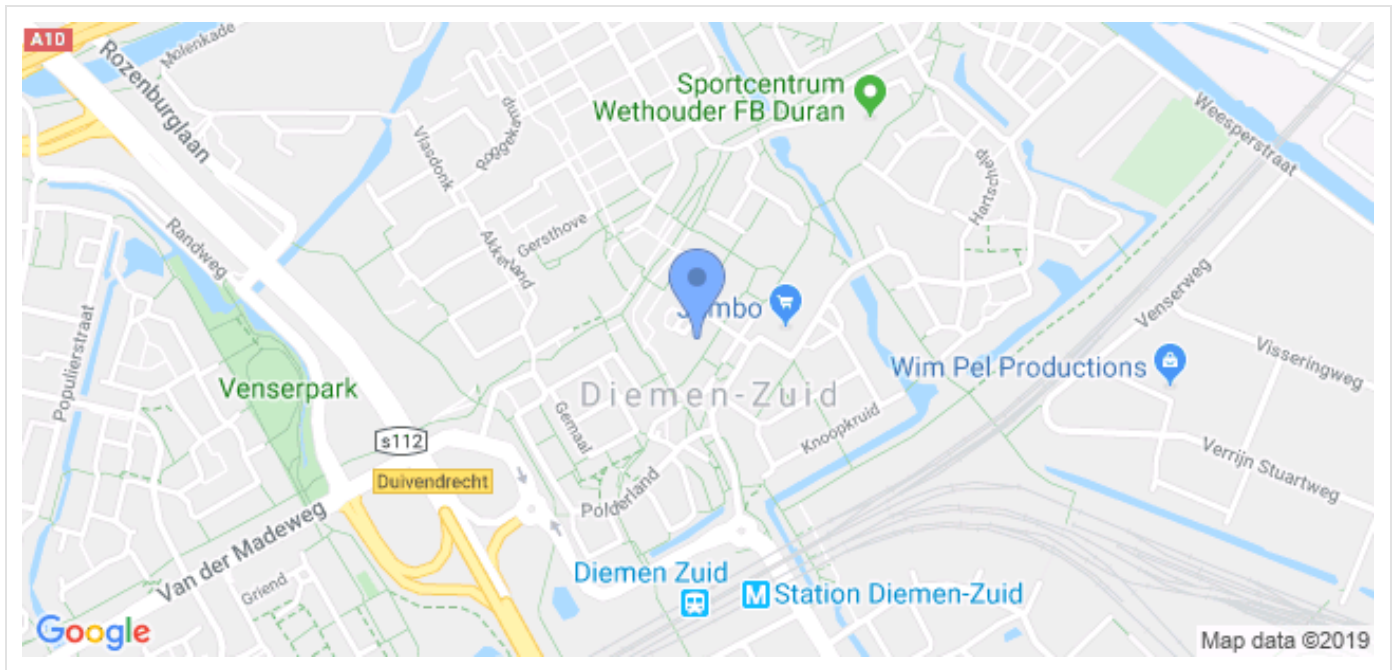 A10
Rozenburglaan
Molenkade
Sportcentrum
Wethouder FB Duran
Weesperstraat
Roggekamp
Vlasdonk
Hartschelp
Gersthove
Randweg
Akkerland
Jumbo
Venserweg
Populierstraat
Visseringweg
Wim Pel Productions
Venserpark
Diemen-Zuid
Gemaal
Knoopkruid
s112
Verrijn Stuartweg
Duivendrecht
Polderland
Van der Madeweg
Griend
Diemen Zuid
M Station Diemen-Zuid
Google
Map data ©2019